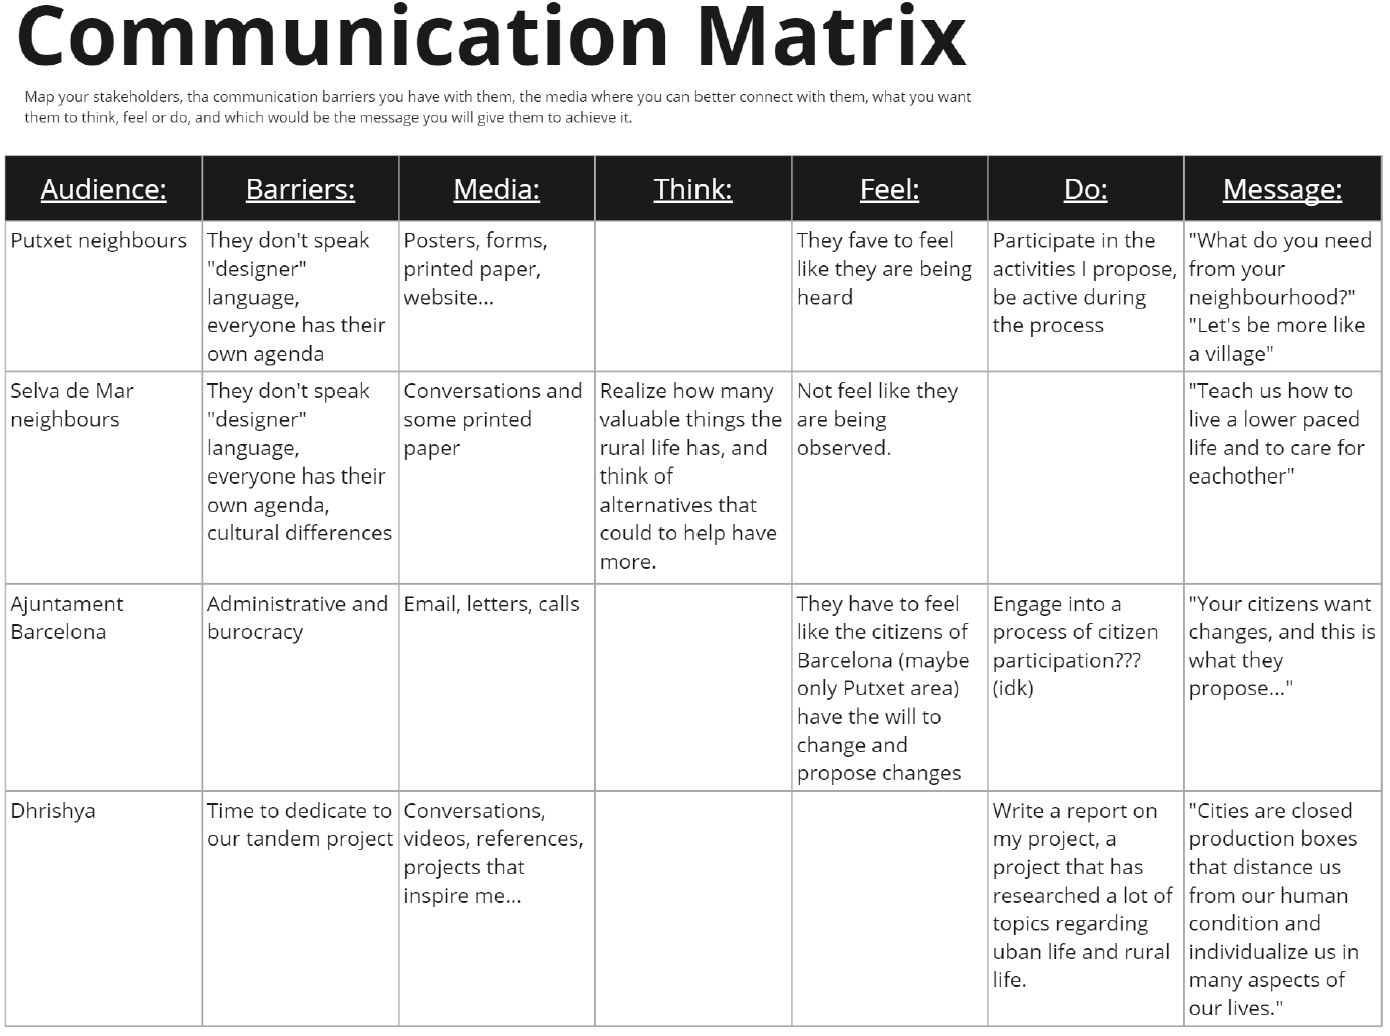 Communication Matrix
Map your stakeholders, tha communication barriers you have with them, the media where you can better connect with them, what you want
them to think, feel or do, and which would be the message you will give them to achieve it.
Audience:
Barriers:
Media:
Think:
Feel:
Do:
Message:
Putxet neighbours
They don't speak
"designer"
language,
everyone has their
own agenda
Posters, forms,
printed paper,
website...
They fave to feel
like they are being
heard
Participate in the
activities I propose,
be active during
the process
"What do you need
from your
neighbourhood?"
"Let's be more like
a village"
Selva de Mar
neighbours
They don't speak
"designer"
language,
everyone has their
own agenda,
cultural differences
Conversations and
some printed
paper
Realize how many
valuable things the
rural life has, and
think of
alternatives that
could to help have
more.
Not feel like they
are being
observed.
"Teach us how to
live a lower paced
life and to care for
eachother"
Ajuntament
Barcelona
Administrative and
burocracy
Email, letters, calls
They have to feel
like the citizens of
Barcelona (maybe
only Putxet area)
have the will to
change and
propose changes
Engage into a
process of citizen
participation???
(idk)
"Your citizens want
changes, and this is
what they
propose..."
Dhrishya
Time to dedicate to
our tandem project
Conversations,
videos, references,
projects that
inspire me...
Write a report on
my project, a
project that has
researched a lot of
topics regarding
uban life and rural
life.
"Cities are closed
production boxes
that distance us
from our human
condition and
individualize us in
many aspects of
our lives."